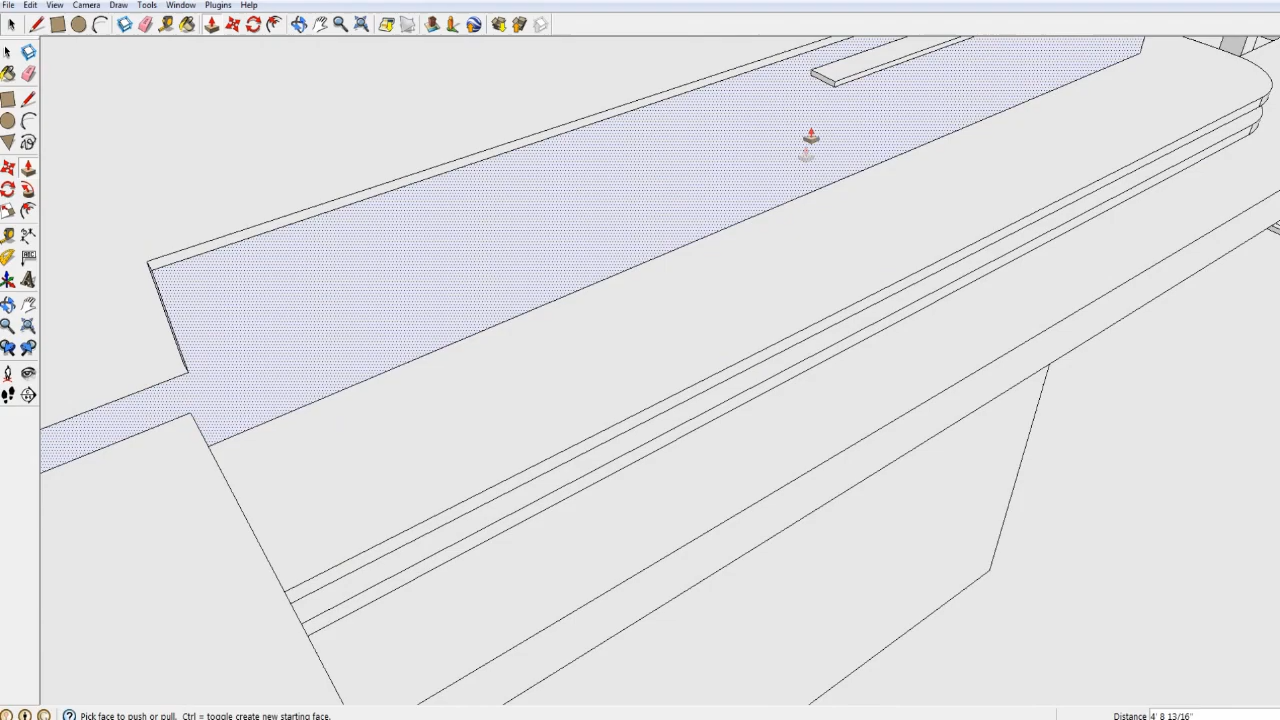 File Edit View Camera Draw Tools Window Plugins Help
ABC
Pick face to push or pull. Ctrl = toggle create new starting face.
Distance 4' 8 13/16"